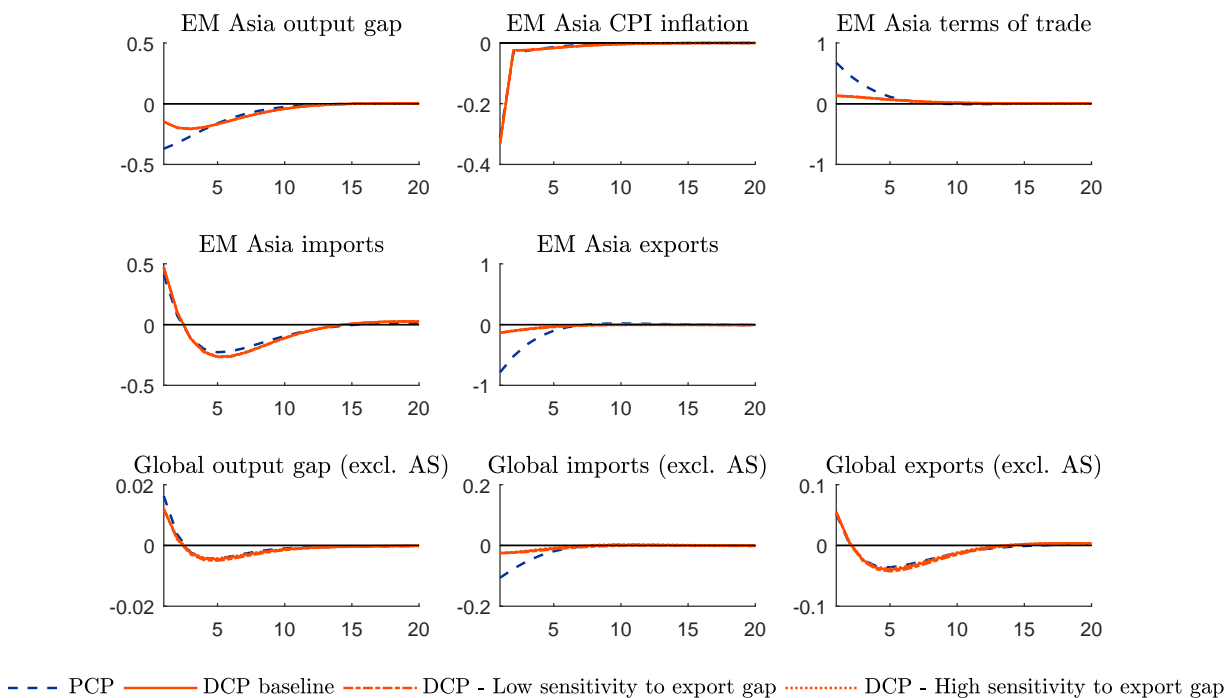 EM Asia output gap
EM Asia CPI inflation
EM Asia terms of trade
0.5
0
-0.5
5 10 15 20
0
-0.2
-0.4
5 10 15 20
1
0
-1
5 10 15 20
EM Asia imports
EM Asia exports
0.5
0
-0.5
5 10 15 20
1
0
-1
5 10 15 20
Global output gap (excl. AS)
Global imports (excl. AS)
Global exports (excl. AS)
0.02
0
-0.02
5 10 15 20
0.2
0
-0.2
5 10 15 20
0.1
0
-0.1
5 10 15 20
PCP DCP baseline DCP - Low sensitivity to export gap DCP - High sensitivity to export gap